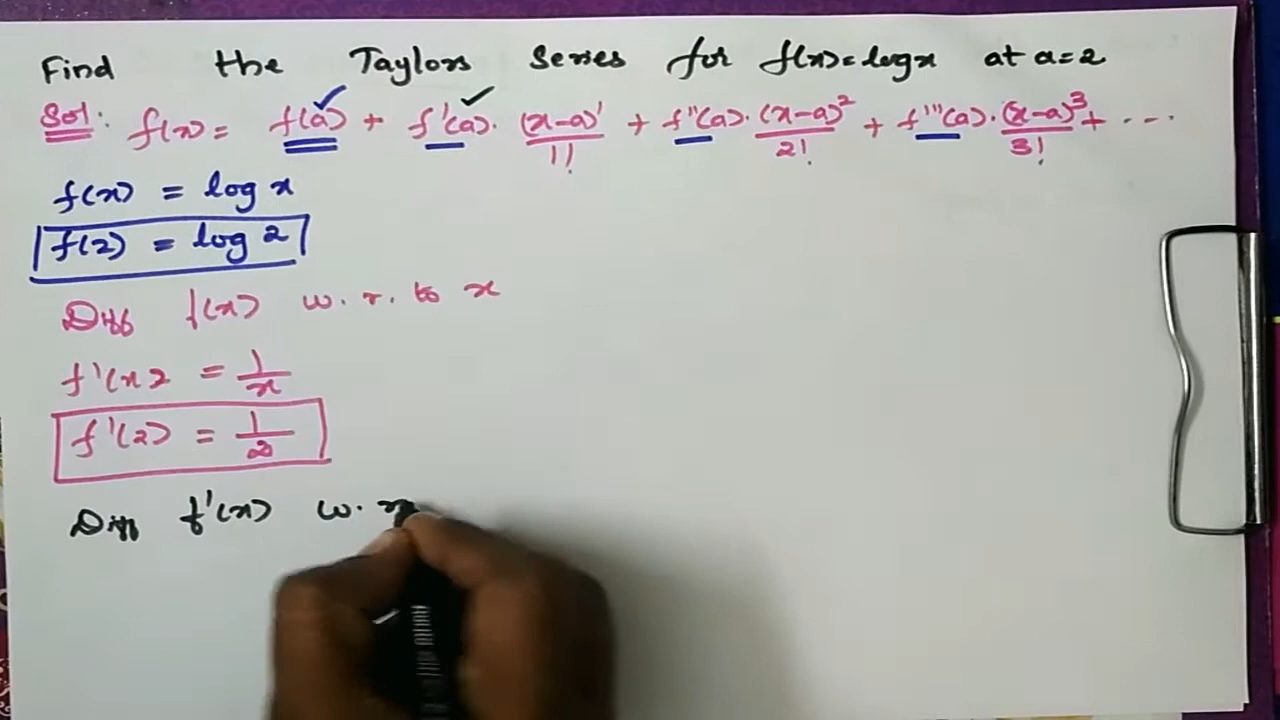 Find the Taylors Series for f(x)=logx at a=2
Sol: f(x) = f(a) + f'(a). (x-a)'/1! + f''(a). (x-a)²/2! + f'''(a). (x-a)³/3! + ...
f(x) = log x
f(2) = log 2
Diff f(x) w. r. to x
f'(x) = 1/x
f'(2) = 1/2
Diff f'(x) w. r